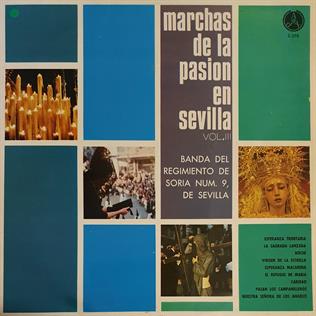 marchas
de la
pasion
en
sevilla
VOL.III
BANDA DEL
REGIMIENTO DE
SORIA NUM. 9,
DE SEVILLA
ESPERANZA TRINITARIA
LA SAGRADA LANZADA
VIRGEN DE LA ESTRELLA
ESPERANZA MACARENA
EL REFUGIO DE MARIA
CARIDAD
PASAN LOS CAMPANILLEROS
NUESTRA SEÑORA DE LOS ANGELES